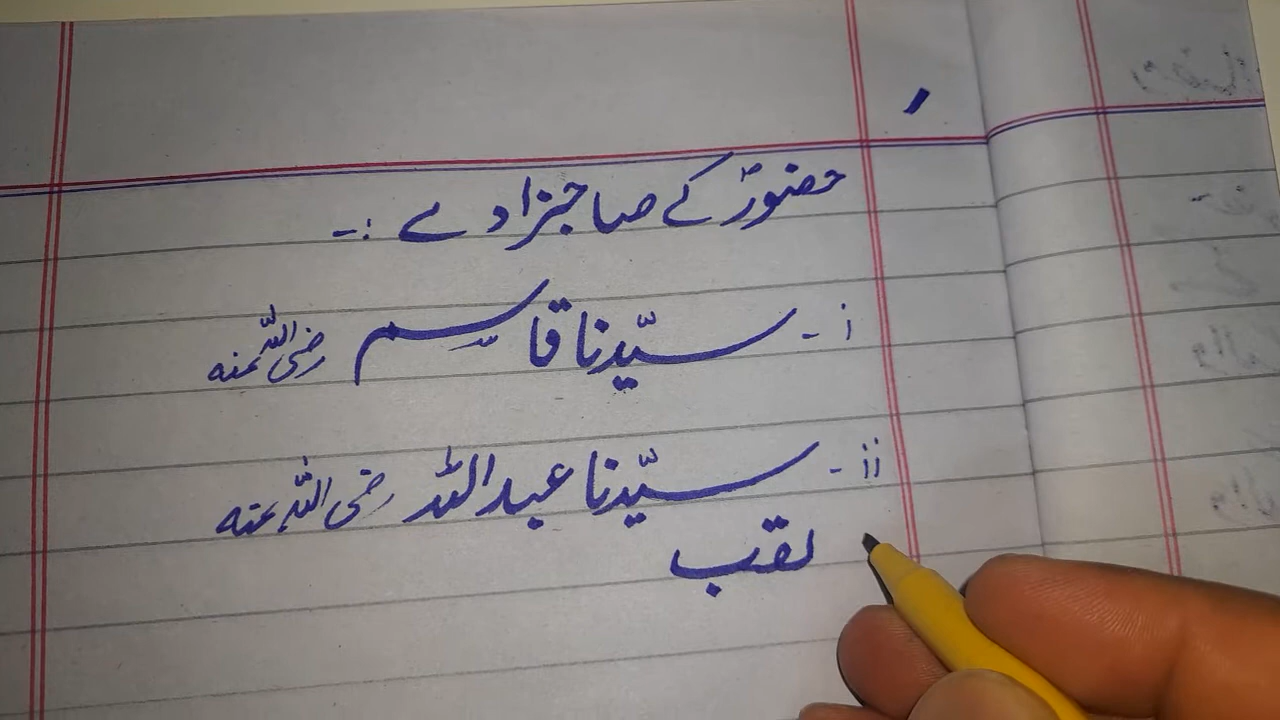 حضورؐ کے صاحبزادے :-
i - سیّدنا قاسم رضی اللہ عنہ
ii - سیّدنا عبداللہ رضی اللہ عنہ
لقب